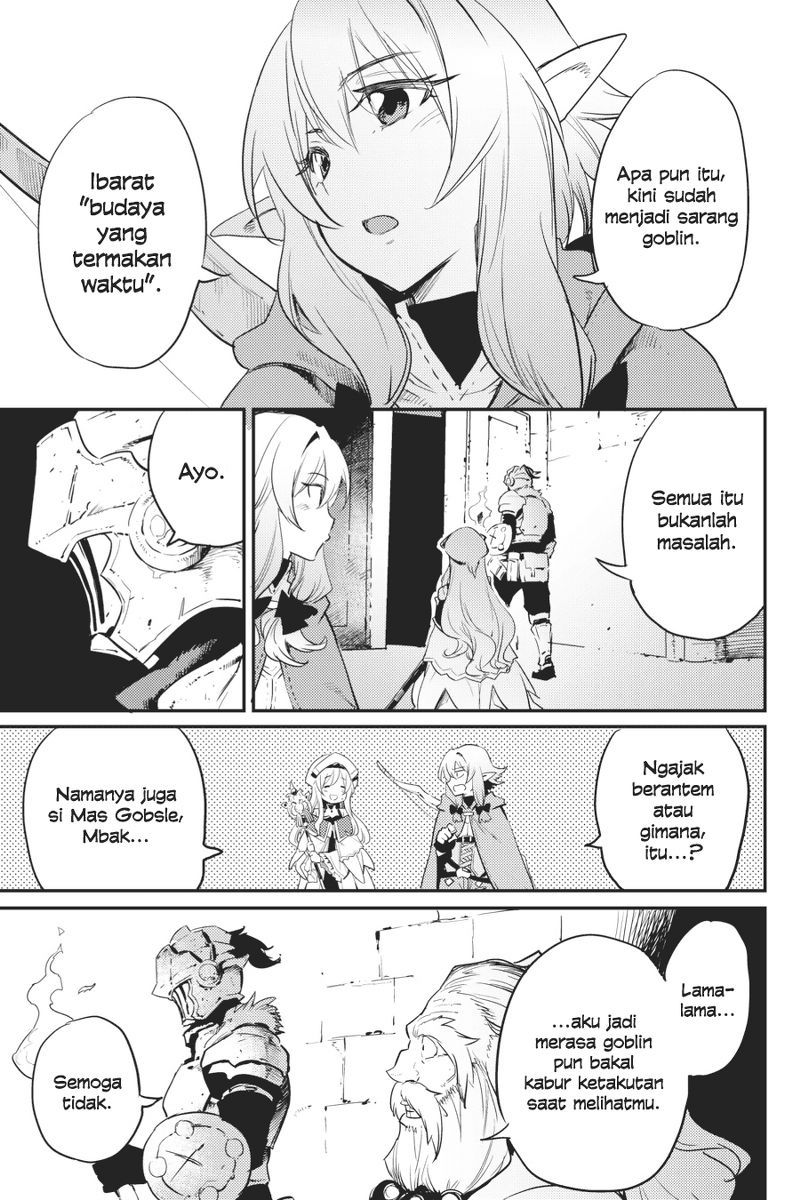 Apa pun itu,
kini sudah
menjadi sarang
goblin.
Ibarat
"budaya
yang
termakan
waktu".
Semua itu
bukanlah
masalah.
Ayo.
Ngajak
berantem
atau
gimana,
itu...?
Namanya juga
si Mas Gobsle,
Mbak...
Lama-
lama...
...aku jadi
merasa goblin
pun bakal
kabur ketakutan
saat melihatmu.
Semoga
tidak.